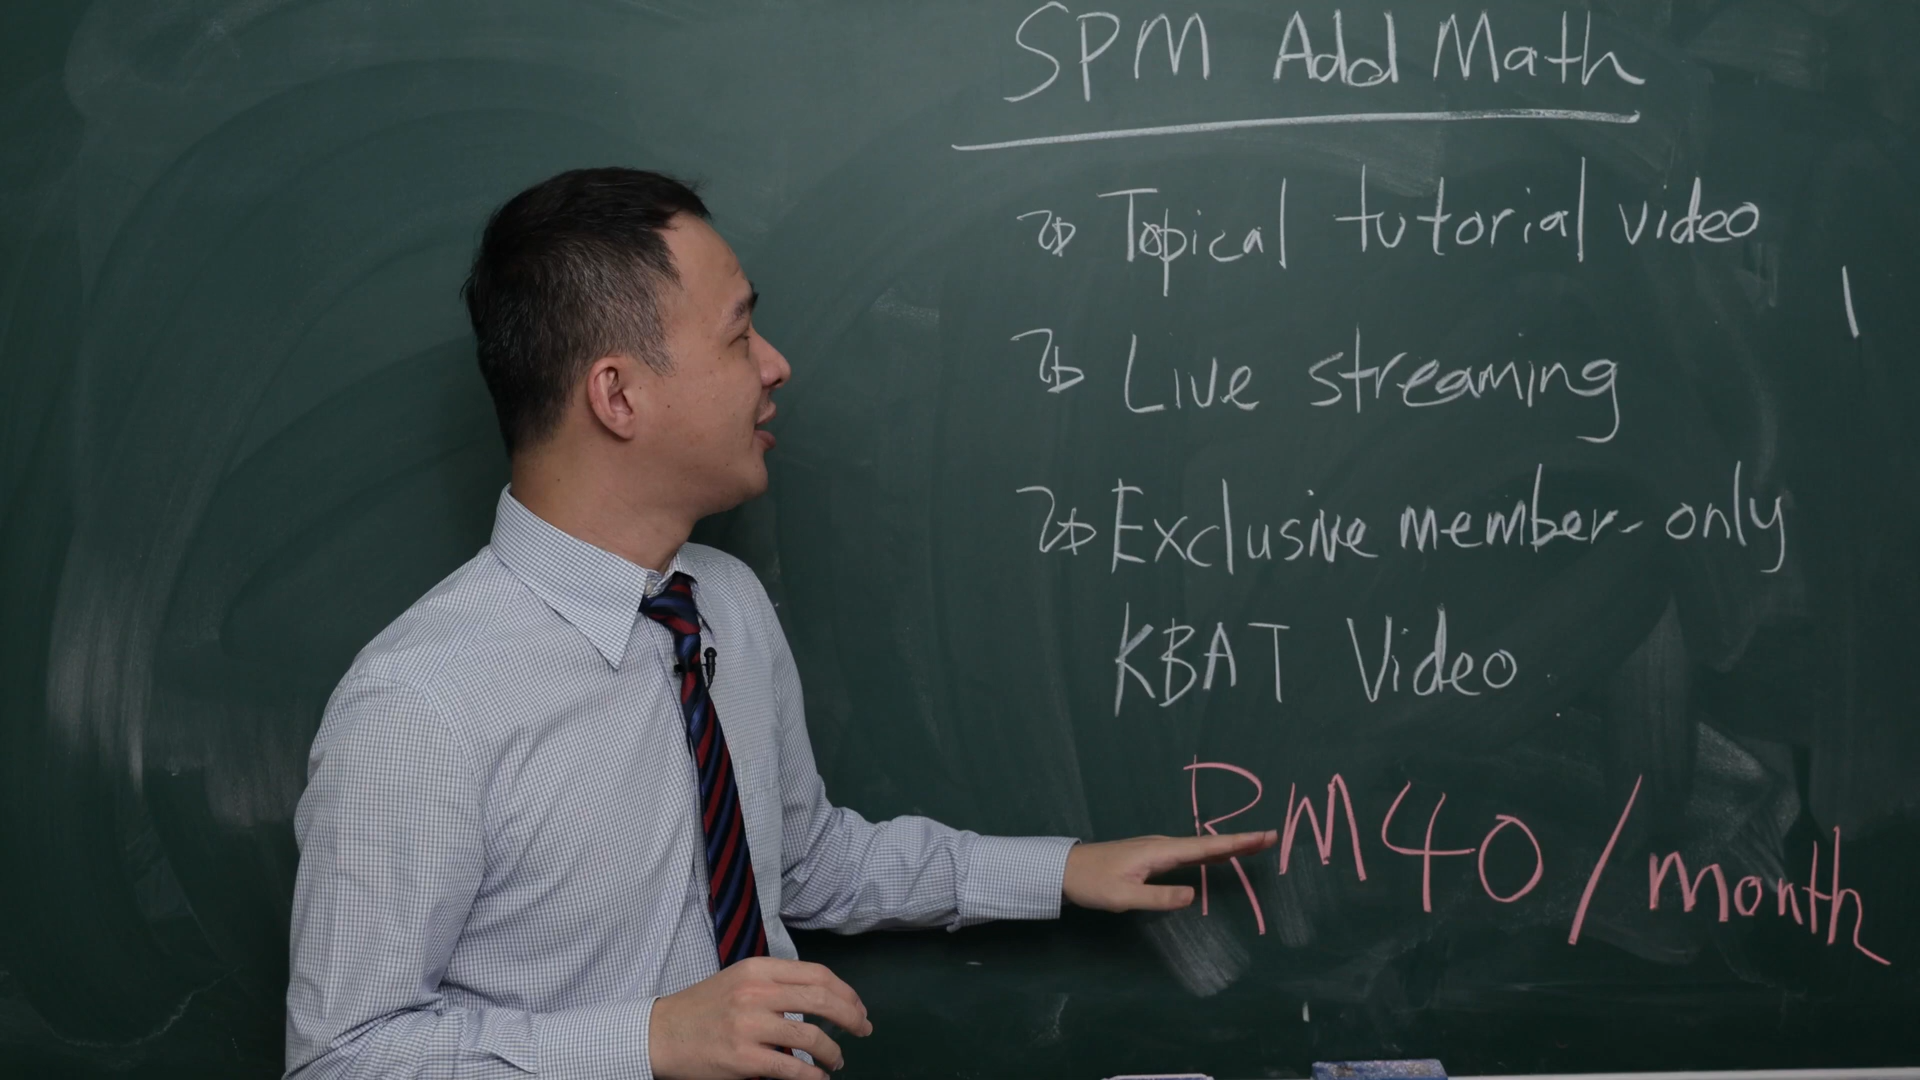 SPM Add Math
Topical tutorial video
Live streaming
Exclusive member-only
KBAT Video
RM40/month